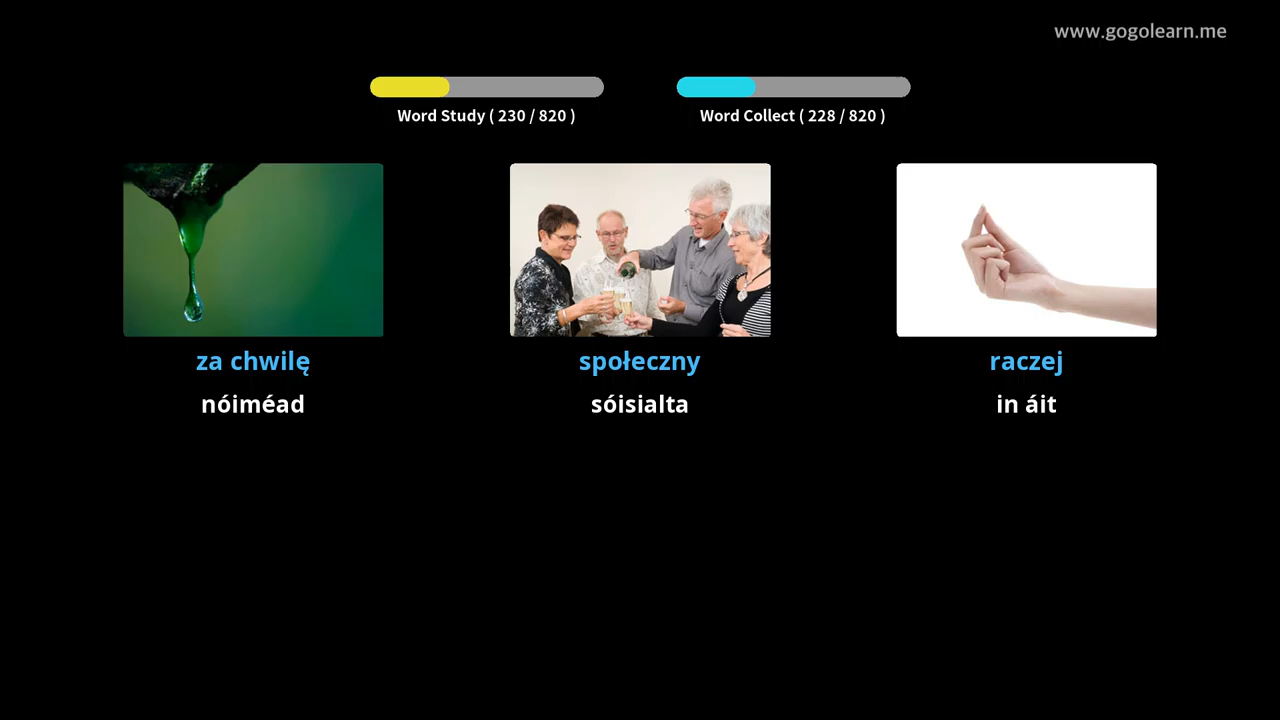 www.gogolearn.me
Word Study ( 230 / 820 )
Word Collect ( 228 / 820 )
za chwilę
nóiméad
społeczny
sóisialta
raczej
in áit